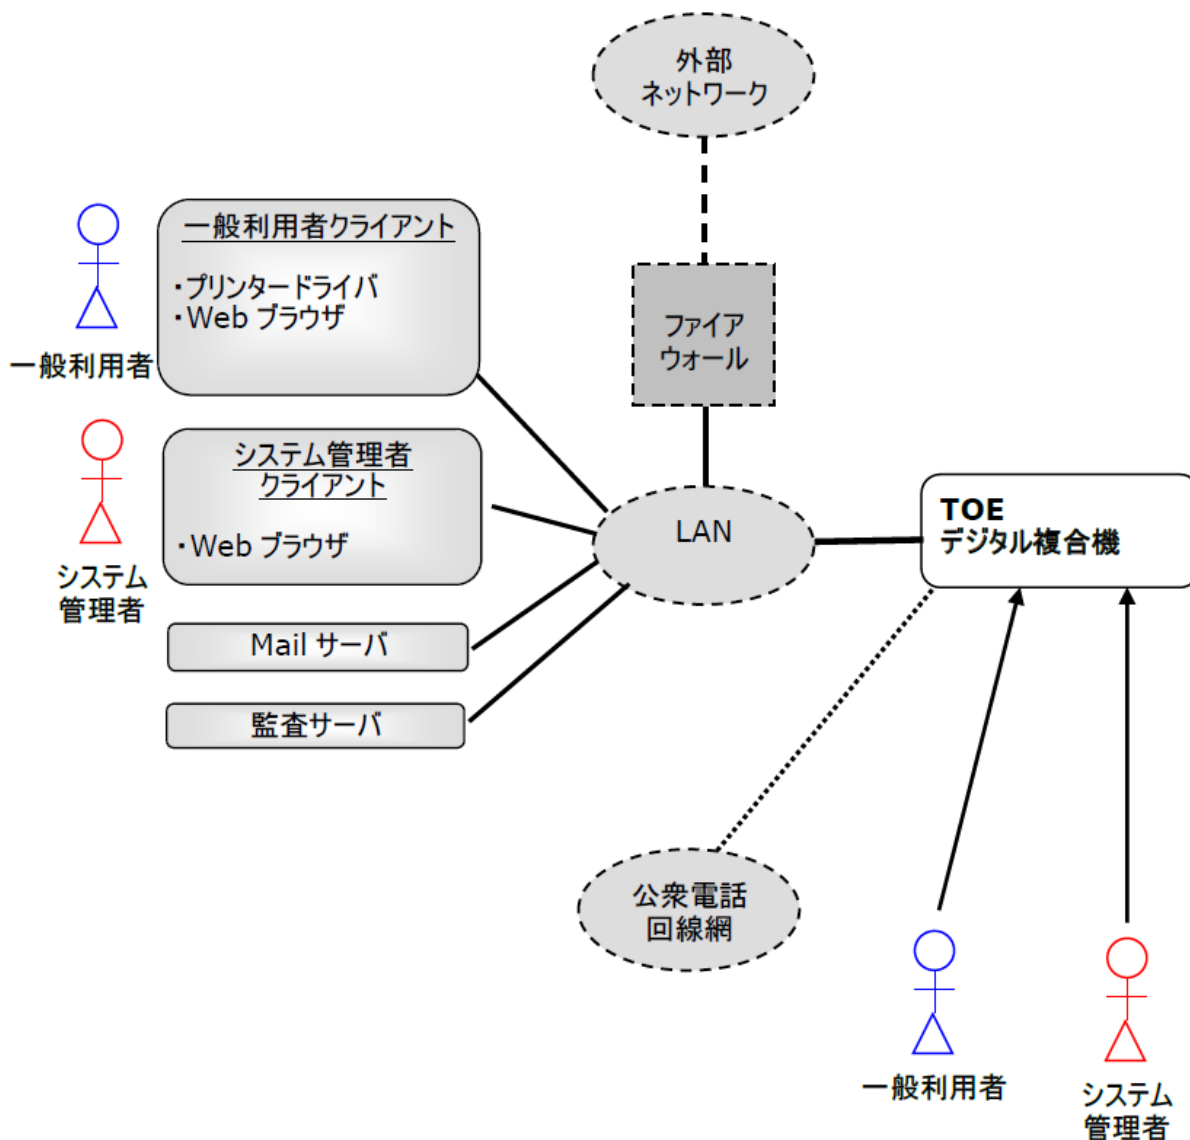 外部
ネットワーク
一般利用者クライアント
・プリンタードライバ
・Web ブラウザ
一般利用者
ファイア
ウォール
システム管理者
クライアント
・Web ブラウザ
システム
管理者
LAN
TOE
デジタル複合機
Mail サーバ
監査サーバ
公衆電話
回線網
一般利用者
システム
管理者